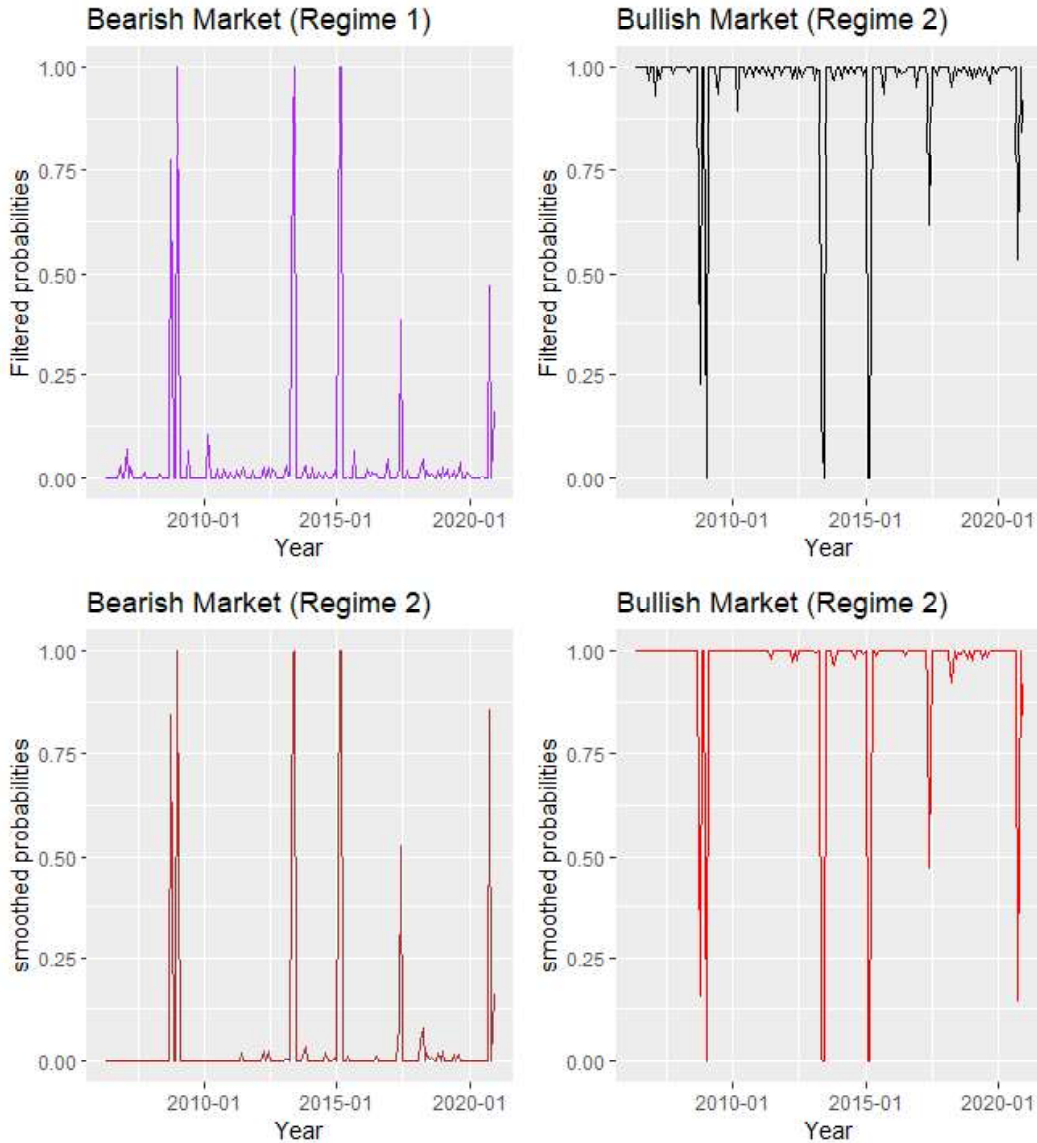 Bearish Market (Regime 1)
Filtered probabilities
1.00
0.75
0.50
0.25
0.00
2010-01 2015-01 2020-01
Year
Bullish Market (Regime 2)
Filtered probabilities
1.00
0.75
0.50
0.25
0.00
2010-01 2015-01 2020-01
Year
Bearish Market (Regime 2)
smoothed probabilities
1.00
0.75
0.50
0.25
0.00
2010-01 2015-01 2020-01
Year
Bullish Market (Regime 2)
smoothed probabilities
1.00
0.75
0.50
0.25
0.00
2010-01 2015-01 2020-01
Year